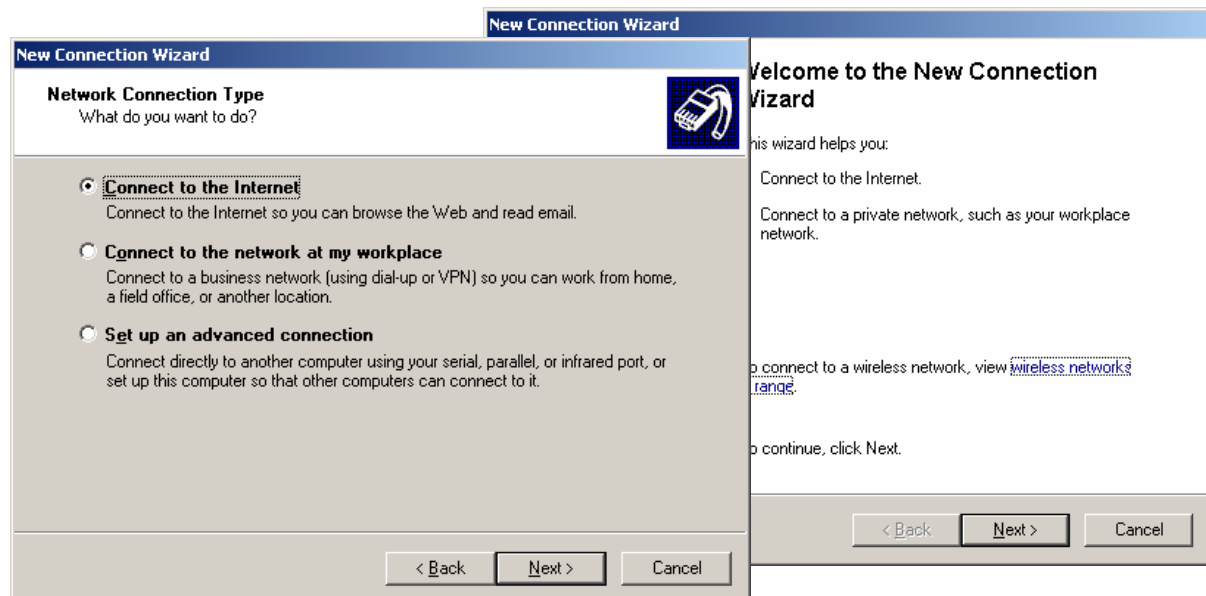 New Connection Wizard
New Connection Wizard
Network Connection Type
What do you want to do?
Connect to the Internet
Connect to the Internet so you can browse the Web and read email.
Connect to the network at my workplace
Connect to a business network (using dial-up or VPN) so you can work from home,
a field office, or another location.
Set up an advanced connection
Connect directly to another computer using your serial, parallel, or infrared port, or
set up this computer so that other computers can connect to it.
< Back Next > Cancel
to the New Connection
wizard helps you:
Connect to the Internet.
Connect to a private network, such as your workplace
network.
connect to a wireless network, view wireless networks
range.
continue, click Next.
< Back Next > Cancel